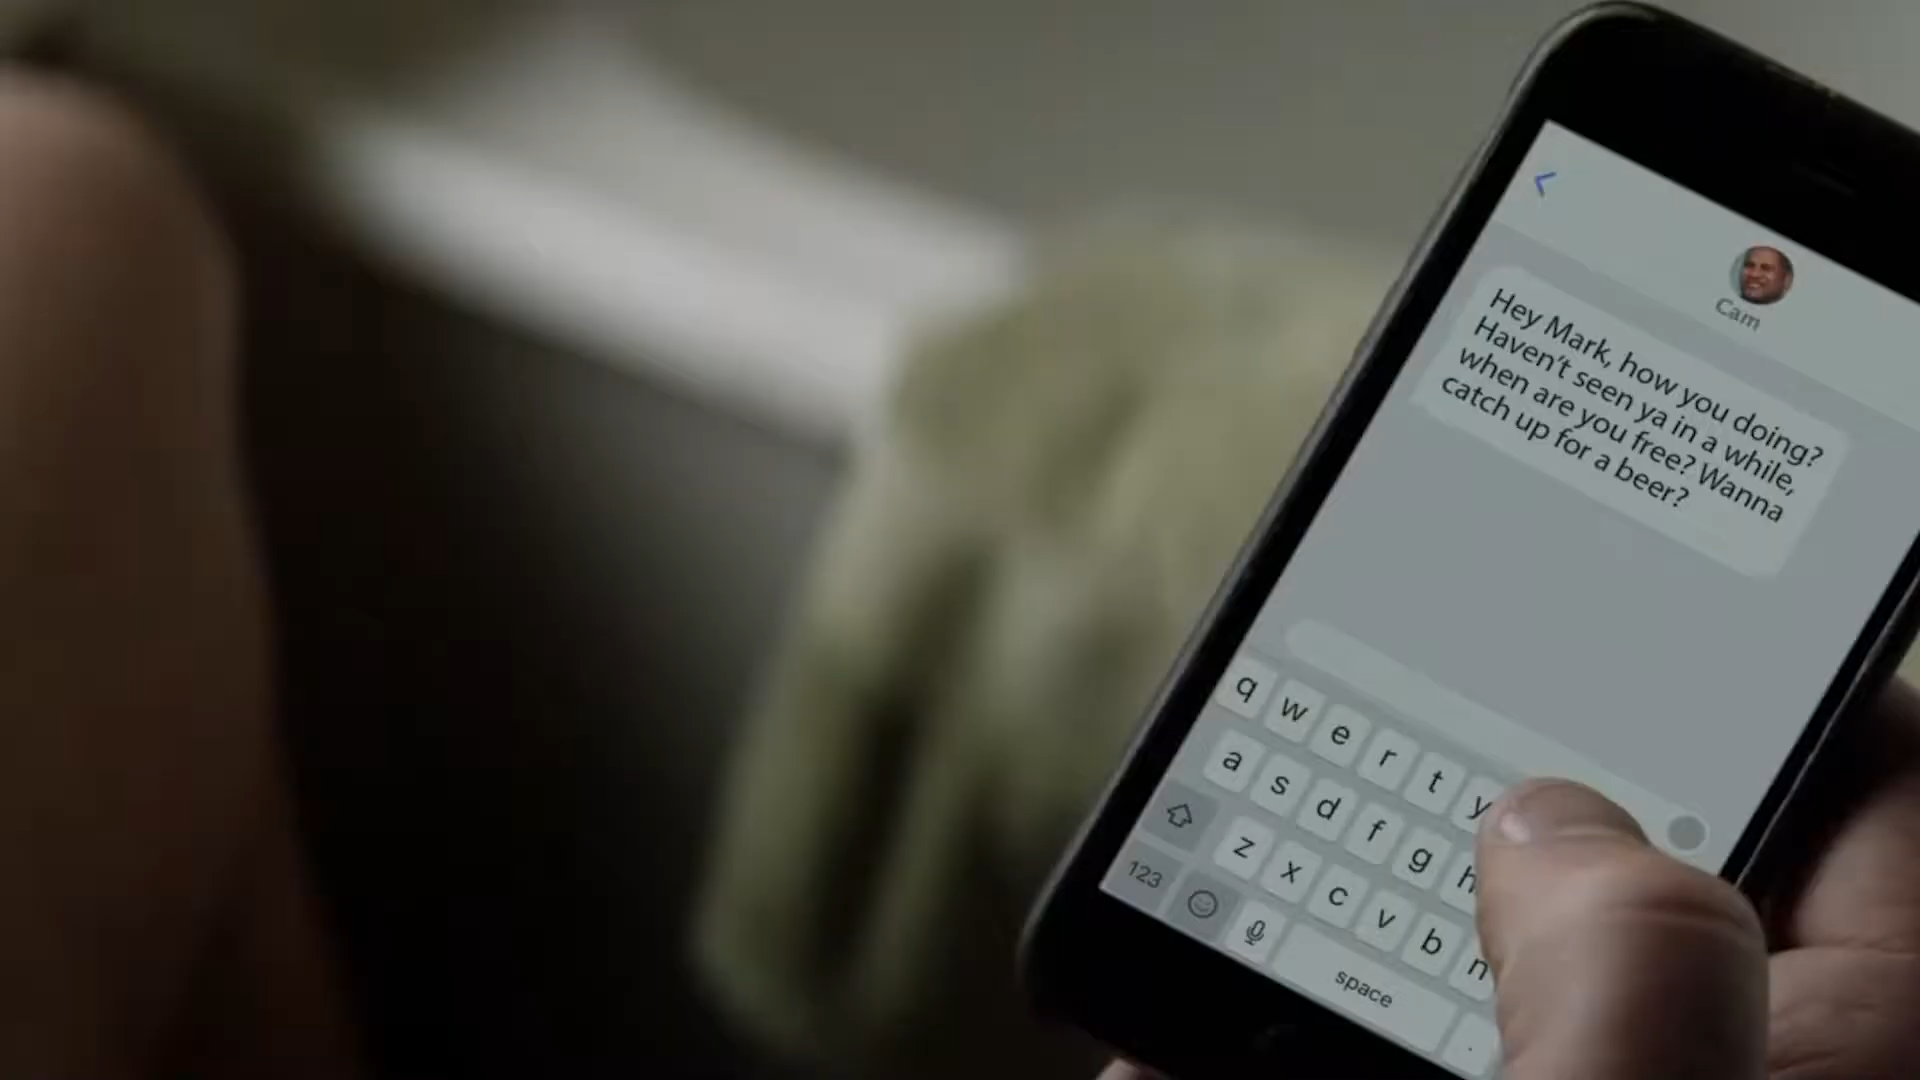 Cam
Hey Mark, how you doing?
Haven't seen ya in a while,
when are you free? Wanna
catch up for a beer?
q w e r t y
a s d f g h
z x c v b n
123
space .